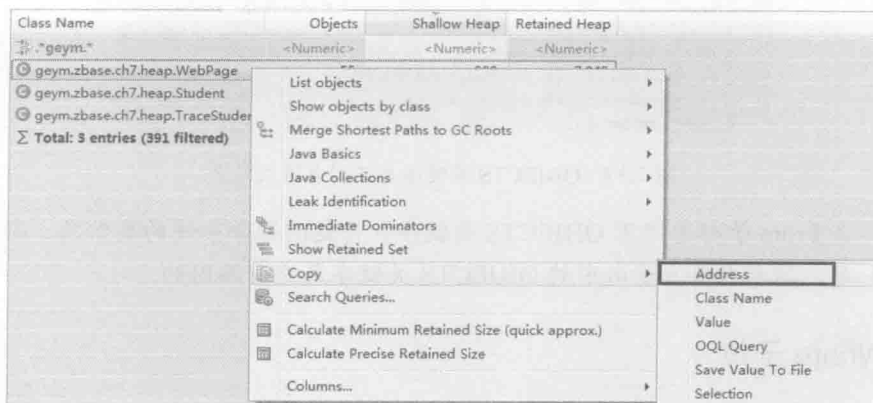 Class Name Objects Shallow Heap Retained Heap
.*geym.* <Numeric> <Numeric> <Numeric>
geym.zbase.ch7.heap.WebPage
geym.zbase.ch7.heap.Student
geym.zbase.ch7.heap.TraceStuder
Σ Total: 3 entries (391 filtered)
List objects
Show objects by class
Merge Shortest Paths to GC Roots
Java Basics
Java Collections
Leak Identification
Immediate Dominators
Show Retained Set
Copy
Search Queries...
Calculate Minimum Retained Size (quick approx.)
Calculate Precise Retained Size
Columns...
Address
Class Name
Value
OQL Query
Save Value To File
Selection